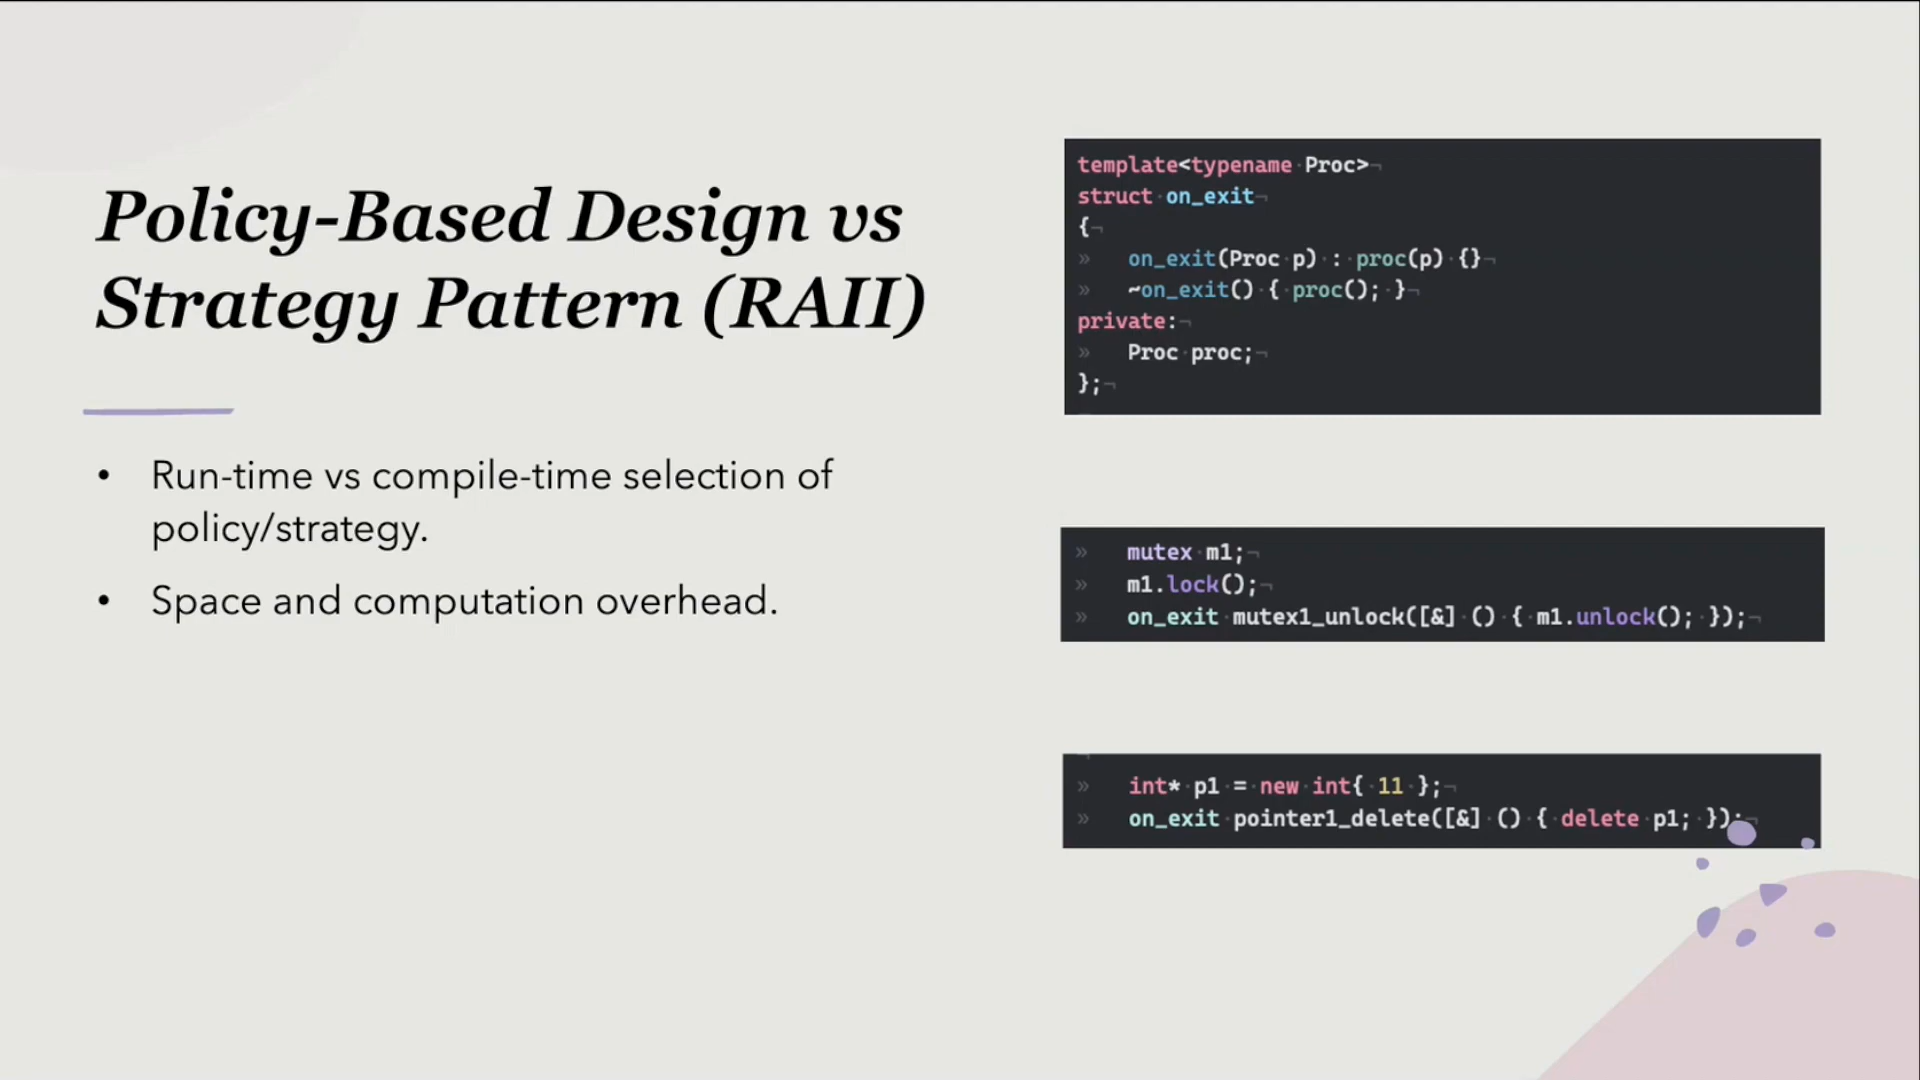 Policy-Based Design vs
Strategy Pattern (RAII)
• Run-time vs compile-time selection of
policy/strategy.
• Space and computation overhead.
template<typename·Proc>¬
struct·on_exit¬
{¬
»   on_exit(Proc·p)·:·proc(p)·{}¬
»   ~on_exit()·{·proc();·}¬
private:¬
»   Proc·proc;¬
};¬
»   mutex·m1;¬
»   m1.lock();¬
»   on_exit·mutex1_unlock([&]·()·{·m1.unlock();·});¬
»   int*·p1·=·new·int{·11·};¬
»   on_exit·pointer1_delete([&]·()·{·delete·p1;·});¬